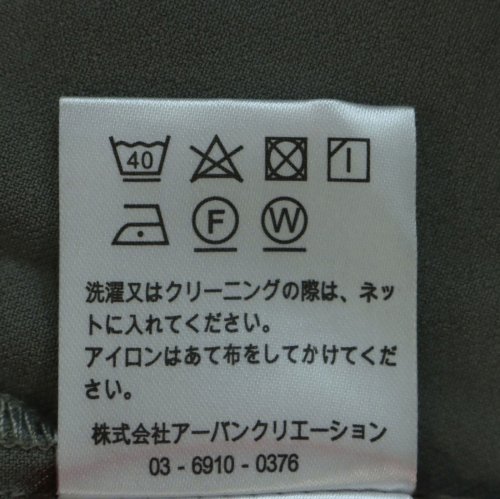 40
F W
洗濯又はクリーニングの際は、ネッ
トに入れてください。
アイロンはあて布をしてかけてくだ
さい。
株式会社アーバンクリエーション
03 - 6910 - 0376